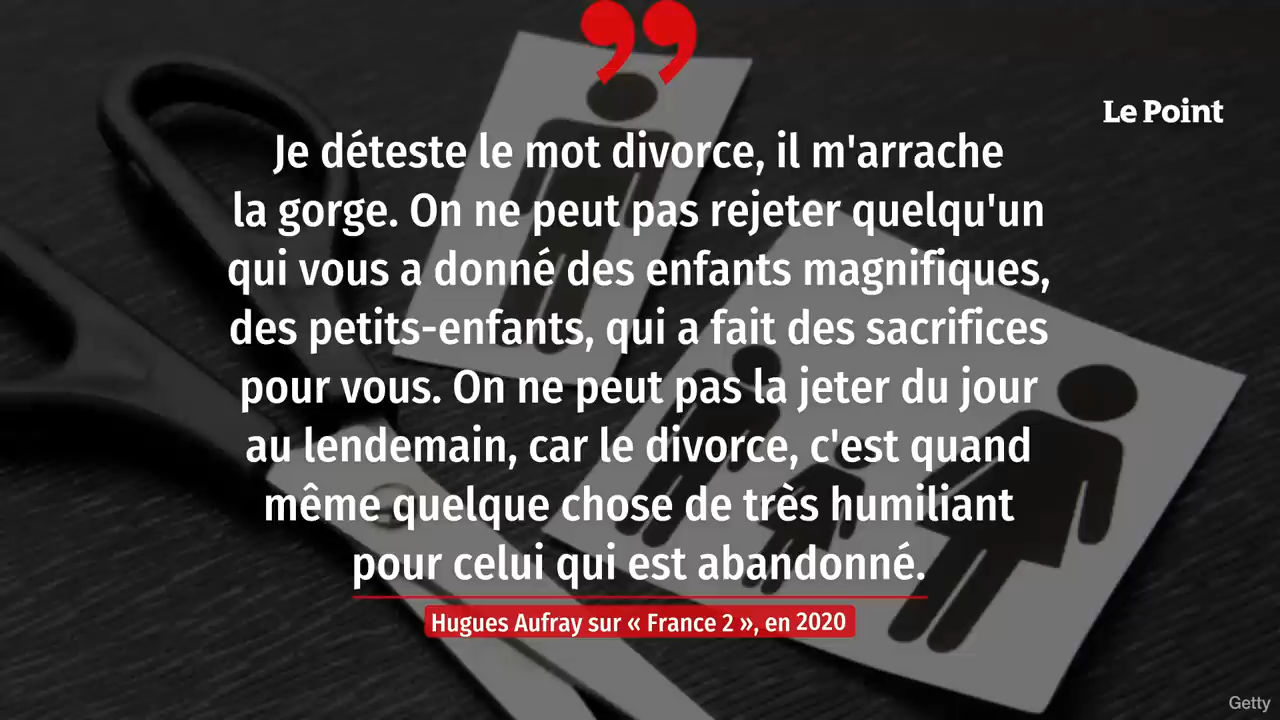 ”
Le Point
Je déteste le mot divorce, il m'arrache
la gorge. On ne peut pas rejeter quelqu'un
qui vous a donné des enfants magnifiques,
des petits-enfants, qui a fait des sacrifices
pour vous. On ne peut pas la jeter du jour
au lendemain, car le divorce, c'est quand
même quelque chose de très humiliant
pour celui qui est abandonné.
Hugues Aufray sur « France 2 », en 2020
Getty